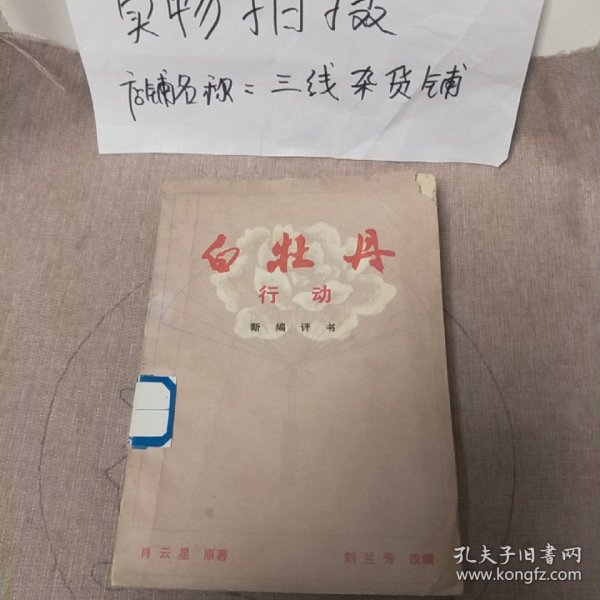 实物拍摄
店铺名称：三线杂货铺
白牡丹
行动
新编评书
肖云星 原著
刘兰芳 改编
孔夫子旧书网
www.kongfz.com